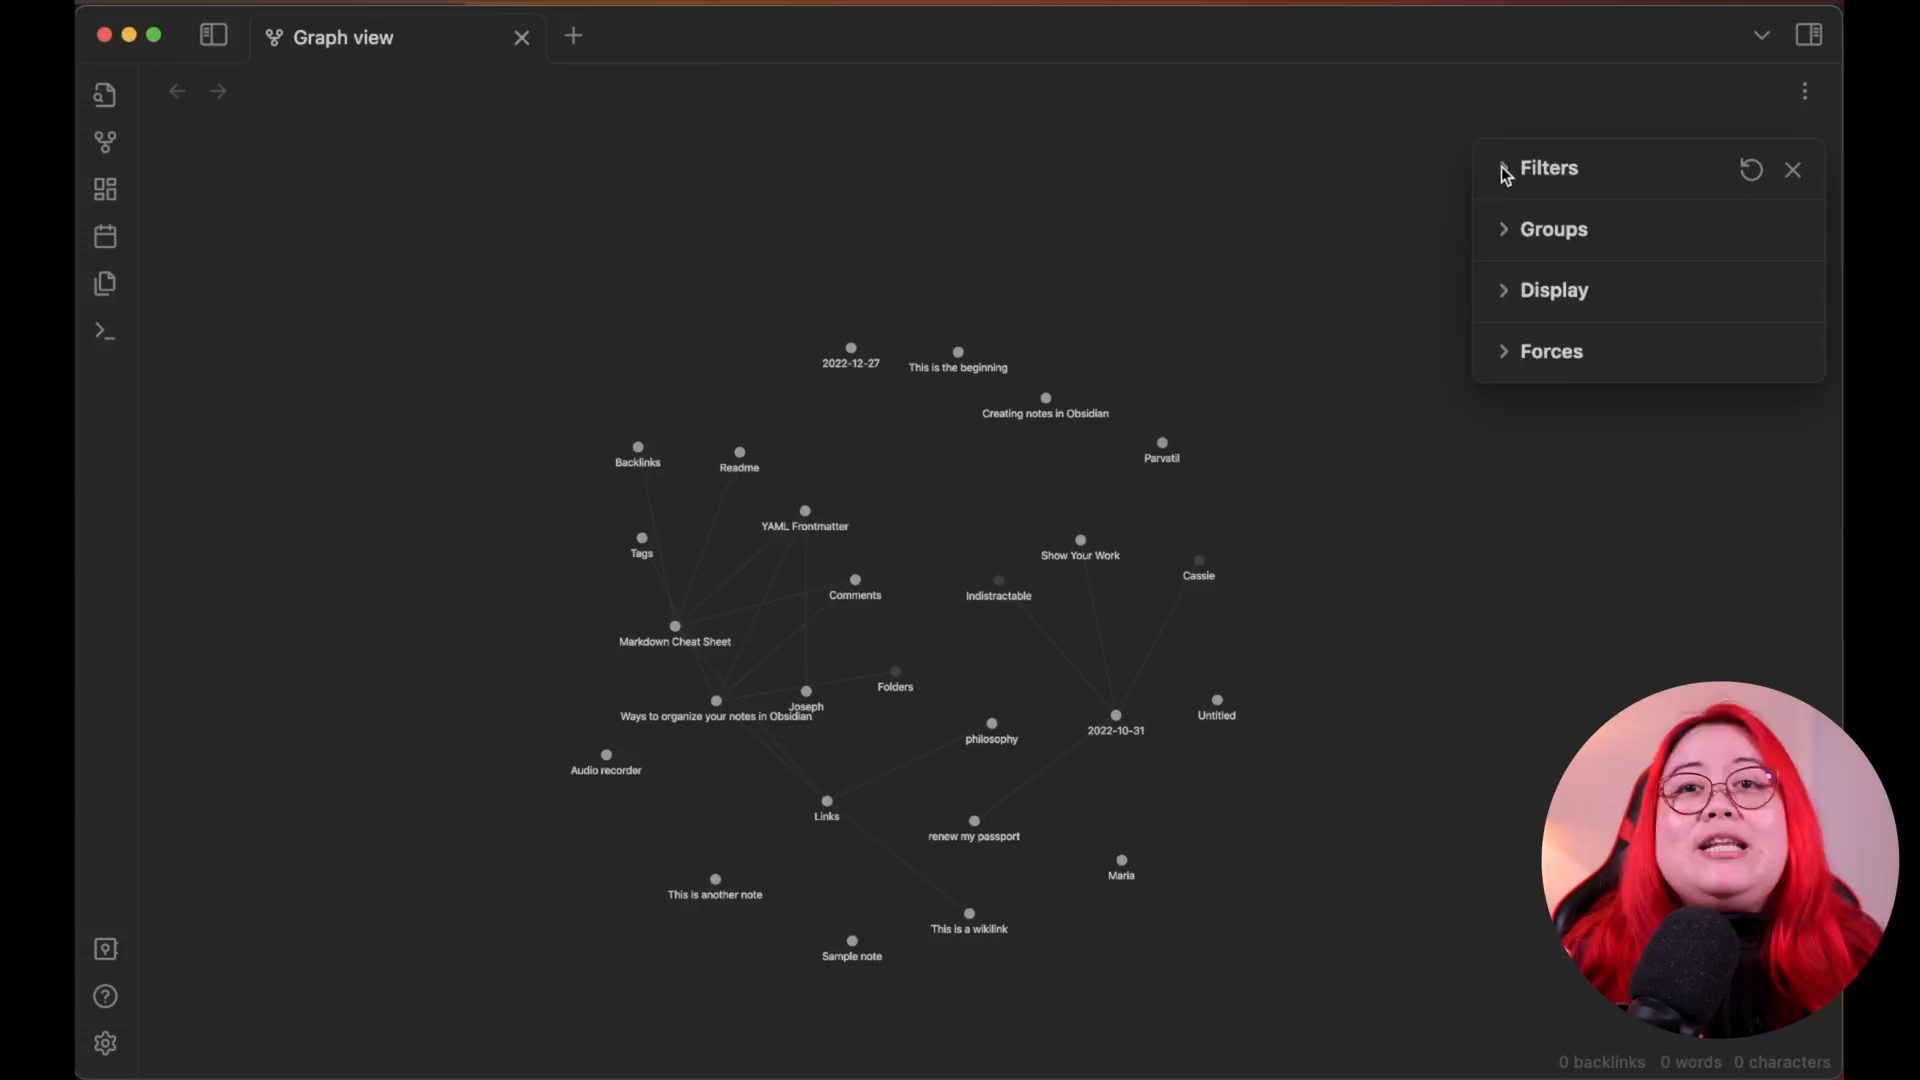 Graph view
Filters
Groups
Display
Forces
2022-12-27
This is the beginning
Creating notes in Obsidian
Parvatil
Backlinks
Readme
YAML Frontmatter
Tags
Show Your Work
Cassie
Comments
Indistractable
Markdown Cheat Sheet
Folders
Joseph
Ways to organize your notes in Obsidian
Untitled
2022-10-31
philosophy
Audio recorder
Links
renew my passport
Maria
This is another note
This is a wikilink
Sample note
0 backlinks 0 words 0 characters